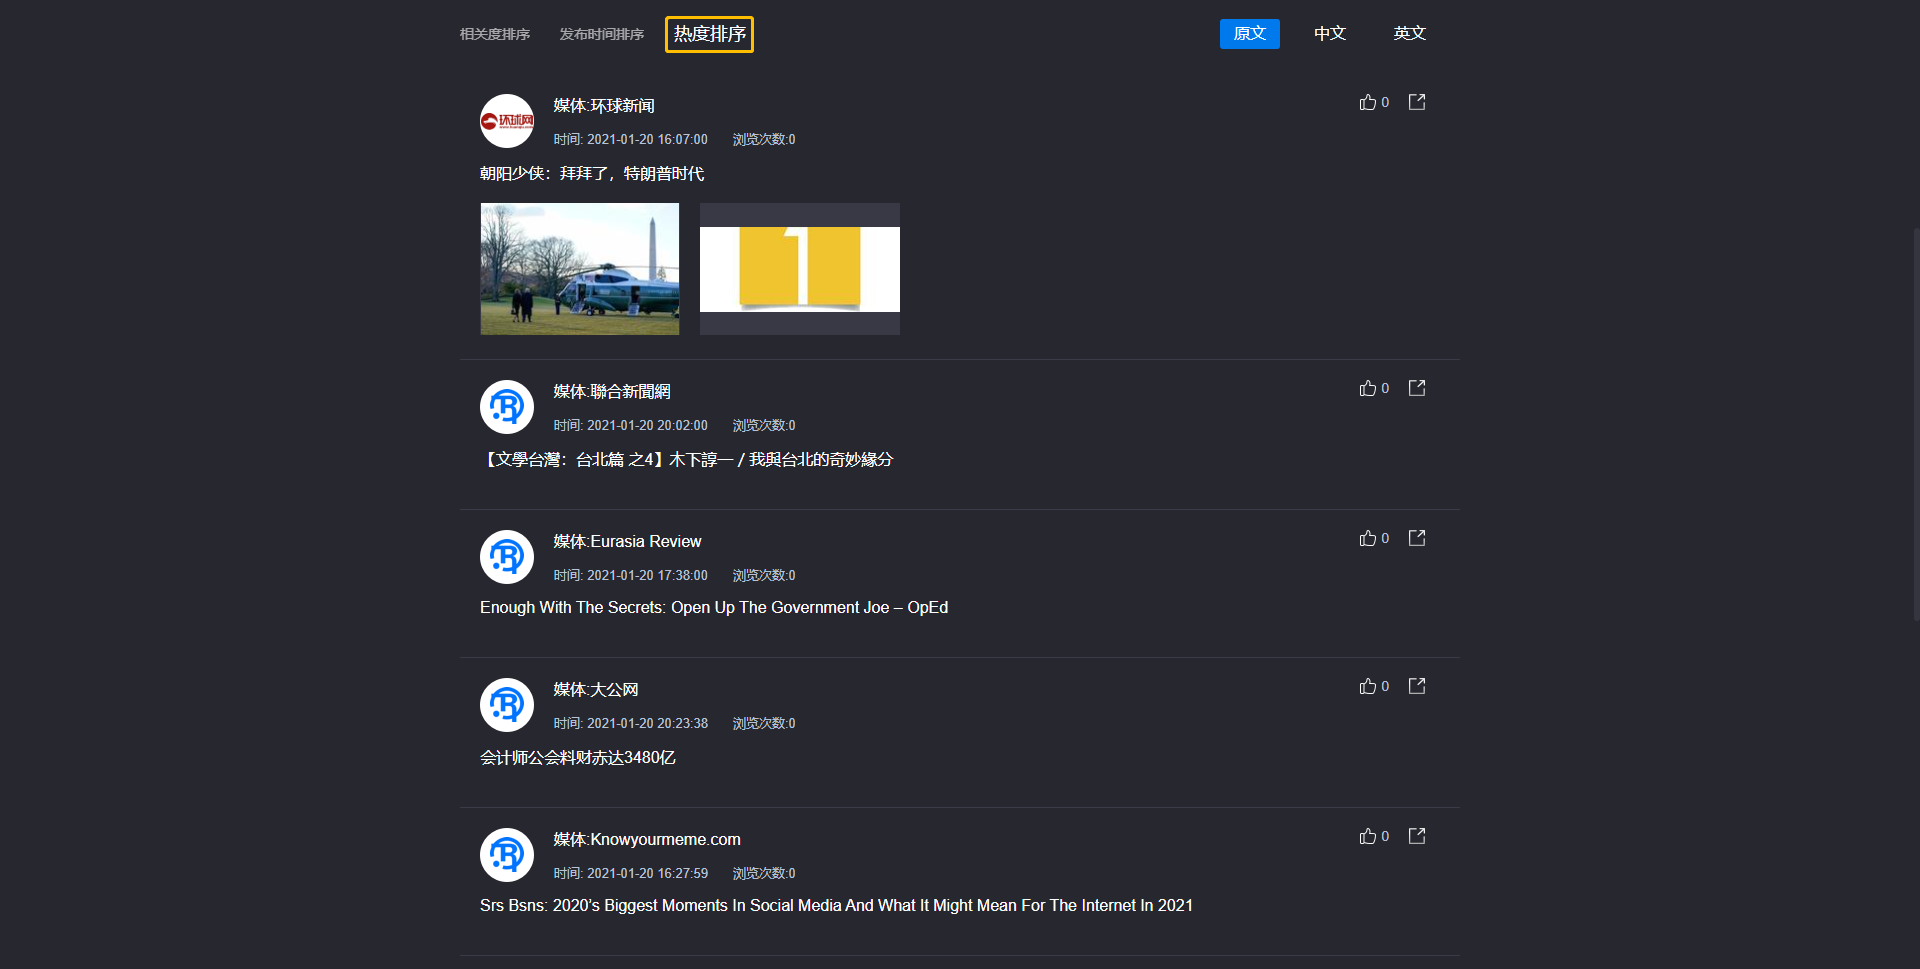 相关度排序 发布时间排序 热度排序 原文 中文 英文
环球网
媒体:环球新闻 0
时间: 2021-01-20 16:07:00 浏览次数:0
朝阳少侠：拜拜了，特朗普时代
1
媒体:聯合新聞網 0
时间: 2021-01-20 20:02:00 浏览次数:0
【文學台灣：台北篇 之4】木下諄一 / 我與台北的奇妙緣分
媒体:Eurasia Review 0
时间: 2021-01-20 17:38:00 浏览次数:0
Enough With The Secrets: Open Up The Government Joe – OpEd
媒体:大公网 0
时间: 2021-01-20 20:23:38 浏览次数:0
会计师公会料财赤达3480亿
媒体:Knowyourmeme.com 0
时间: 2021-01-20 16:27:59 浏览次数:0
Srs Bsns: 2020’s Biggest Moments In Social Media And What It Might Mean For The Internet In 2021